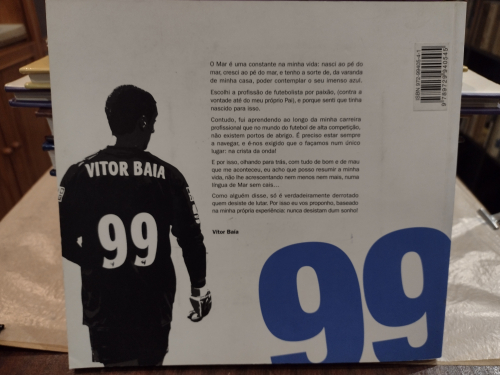 O Mar é uma constante na minha vida: nasci ao pé do
mar, cresci ao pé do mar, e tenho a sorte de, da varanda
de minha casa, poder contemplar o seu imenso azul.
Escolhi a profissão de futebolista por paixão, (contra a
vontade até do meu próprio Pai), e porque senti que tinha
nascido para isso.
Contudo, fui aprendendo ao longo da minha carreira
profissional que no mundo do futebol de alta competição,
não existem portos de abrigo. É preciso estar sempre
a navegar, e é-nos exigido que o façamos num único
lugar: na crista da onda!
E por isso, olhando para trás, com tudo de bom e de mau
que me aconteceu, eu acho que posso resumir a minha
vida, não lhe acrescentando nem menos nem mais, numa
língua de Mar sem cais...
Como alguém disse, só é verdadeiramente derrotado
quem desiste de lutar. Por isso eu vos proponho, baseado
na minha própria experiência: nunca desistam dum sonho!
Vítor Baía
VITOR BAIA
99
99